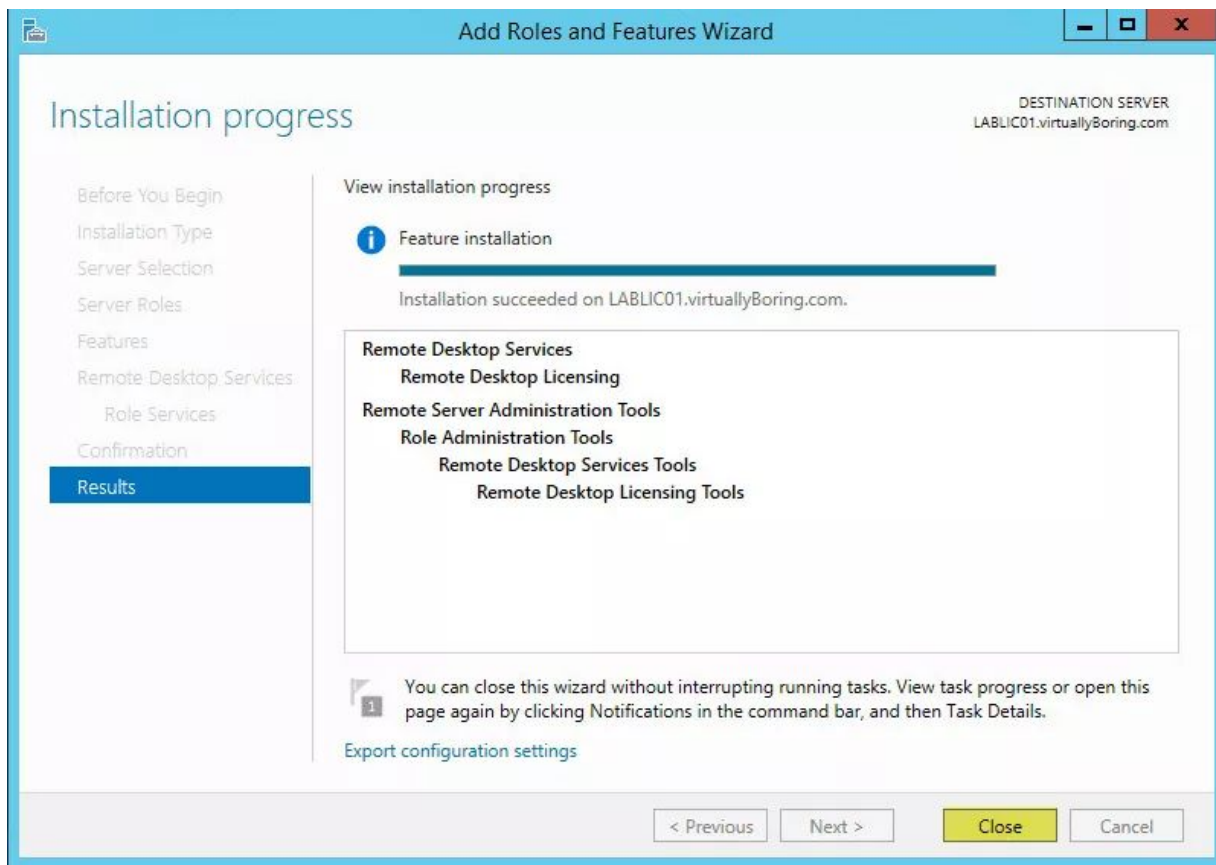 Add Roles and Features Wizard
Installation progress
DESTINATION SERVER
LABLIC01.virtuallyBoring.com
Before You Begin
Installation Type
Server Selection
Server Roles
Features
Remote Desktop Services
Role Services
Confirmation
Results
View installation progress
Feature installation
Installation succeeded on LABLIC01.virtuallyBoring.com.
Remote Desktop Services
Remote Desktop Licensing
Remote Server Administration Tools
Role Administration Tools
Remote Desktop Services Tools
Remote Desktop Licensing Tools
1
You can close this wizard without interrupting running tasks. View task progress or open this
page again by clicking Notifications in the command bar, and then Task Details.
Export configuration settings
< Previous
Next >
Close
Cancel